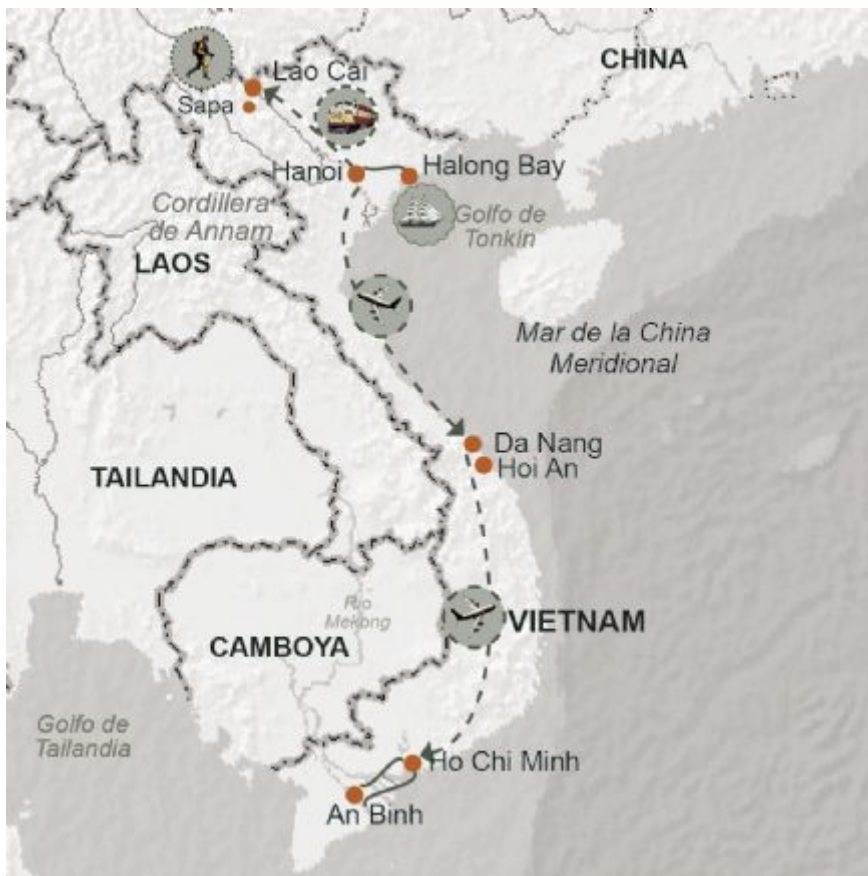 CHINA
Lao Cai
Sapa
Hanoi
Halong Bay
Cordillera
de Annam
Golfo de
Tonkin
LAOS
Mar de la China
Meridional
Da Nang
Hoi An
TAILANDIA
Río
Mekong
VIETNAM
CAMBOYA
Golfo de
Tailandia
Ho Chi Minh
An Binh